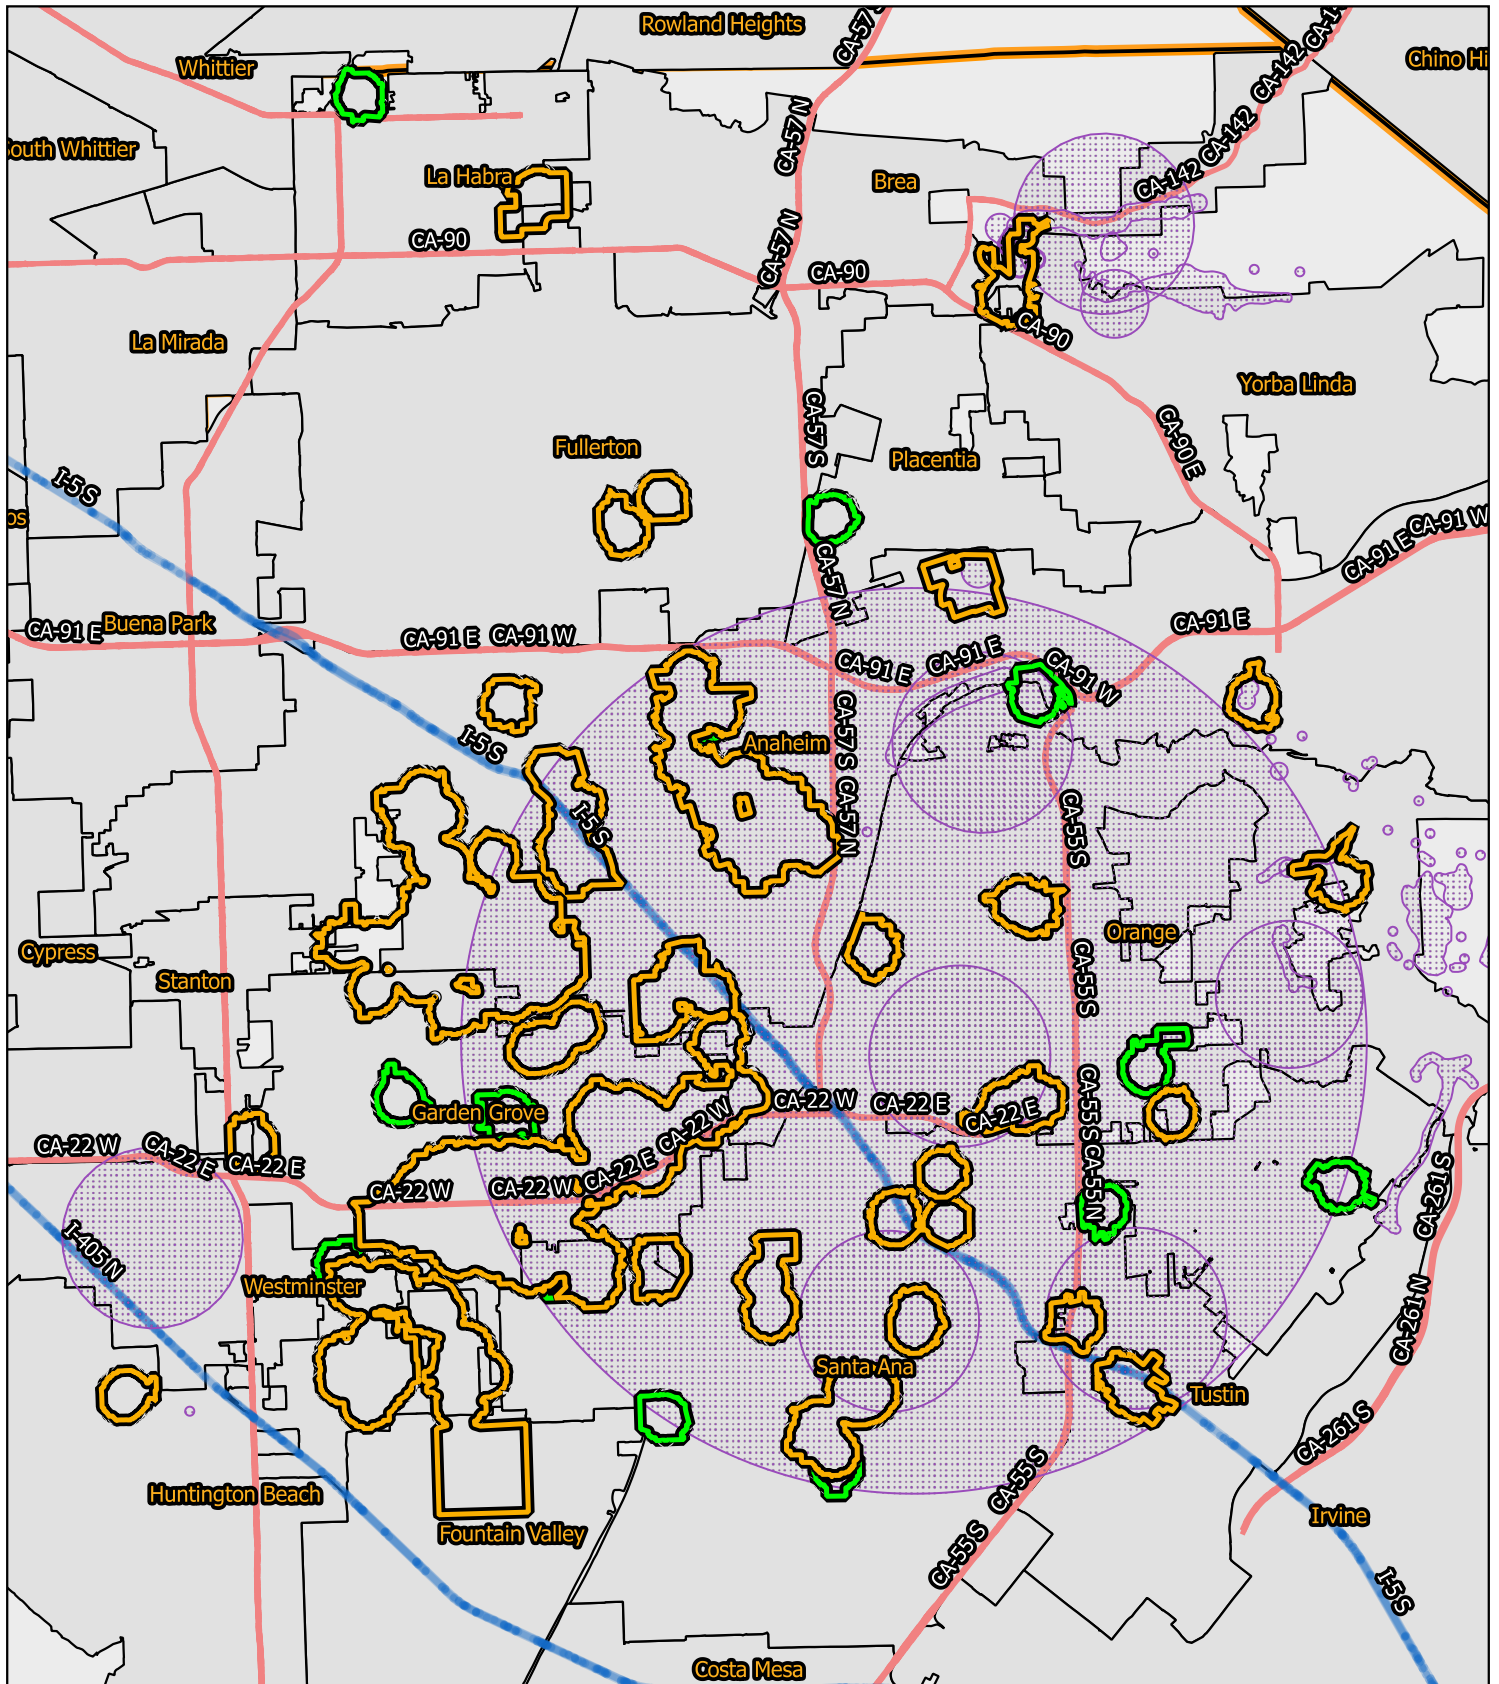 Rowland Heights
CA-57 S
CA-142
Whittier
CA-142
Chino Hi
CA-142
CA-57 N
outh Whittier
La Habra
Brea
CA-142
CA-57 N
CA-90
CA-90
CA-90
La Mirada
Yorba Linda
CA-57 S
CA-90 E
Fullerton
Placentia
I-5 S
os
CA-91 W
CA-91 E
CA-57 N
CA-91 E
Buena Park
CA-91 E
CA-91 W
CA-91 E
CA-91 E
CA-91 E
CA-91 W
I-5 S
Anaheim
CA-57 S
CA-57 N
I-5 S
CA-55 S
Cypress
Stanton
Orange
CA-55 S
Garden Grove
CA-22 W
CA-22 E
CA-22 E
CA-55 S
CA-22 W
CA-22 E
CA-22 E
CA-22 W
CA-22 E
CA-22 W
CA-22 W
CA-55 N
CA-261 S
I-405 N
Westminster
CA-261 N
Santa Ana
Tustin
CA-261 S
Huntington Beach
CA-55 S
Fountain Valley
Irvine
CA-55 S
I-5 S
Costa Mesa